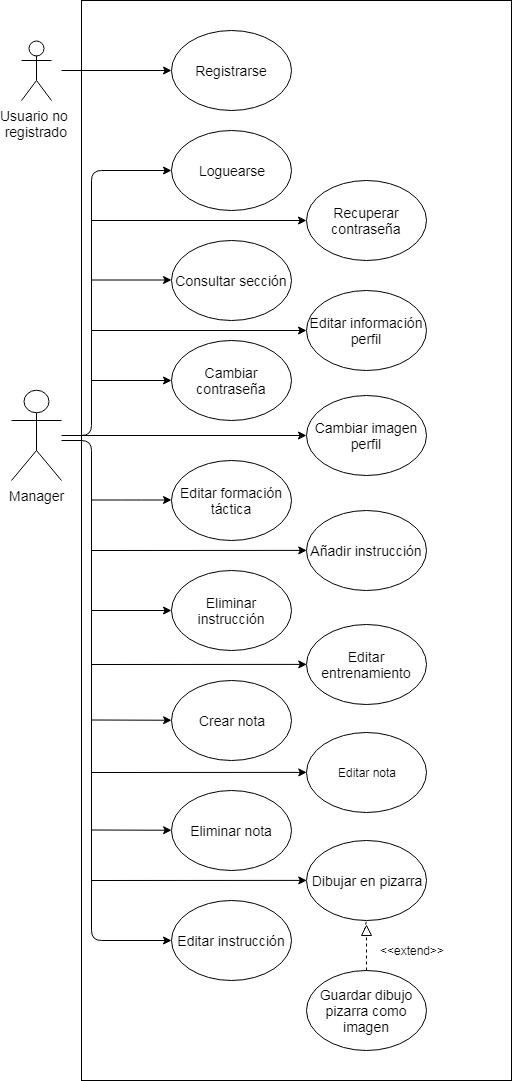 Usuario no
registrado
Registrarse
Loguearse
Recuperar
contraseña
Consultar sección
Editar información
perfil
Cambiar
contraseña
Cambiar imagen
perfil
Manager
Editar formación
táctica
Añadir instrucción
Eliminar
instrucción
Editar
entrenamiento
Crear nota
Editar nota
Eliminar nota
Dibujar en pizarra
Editar instrucción
<<extend>>
Guardar dibujo
pizarra como
imagen